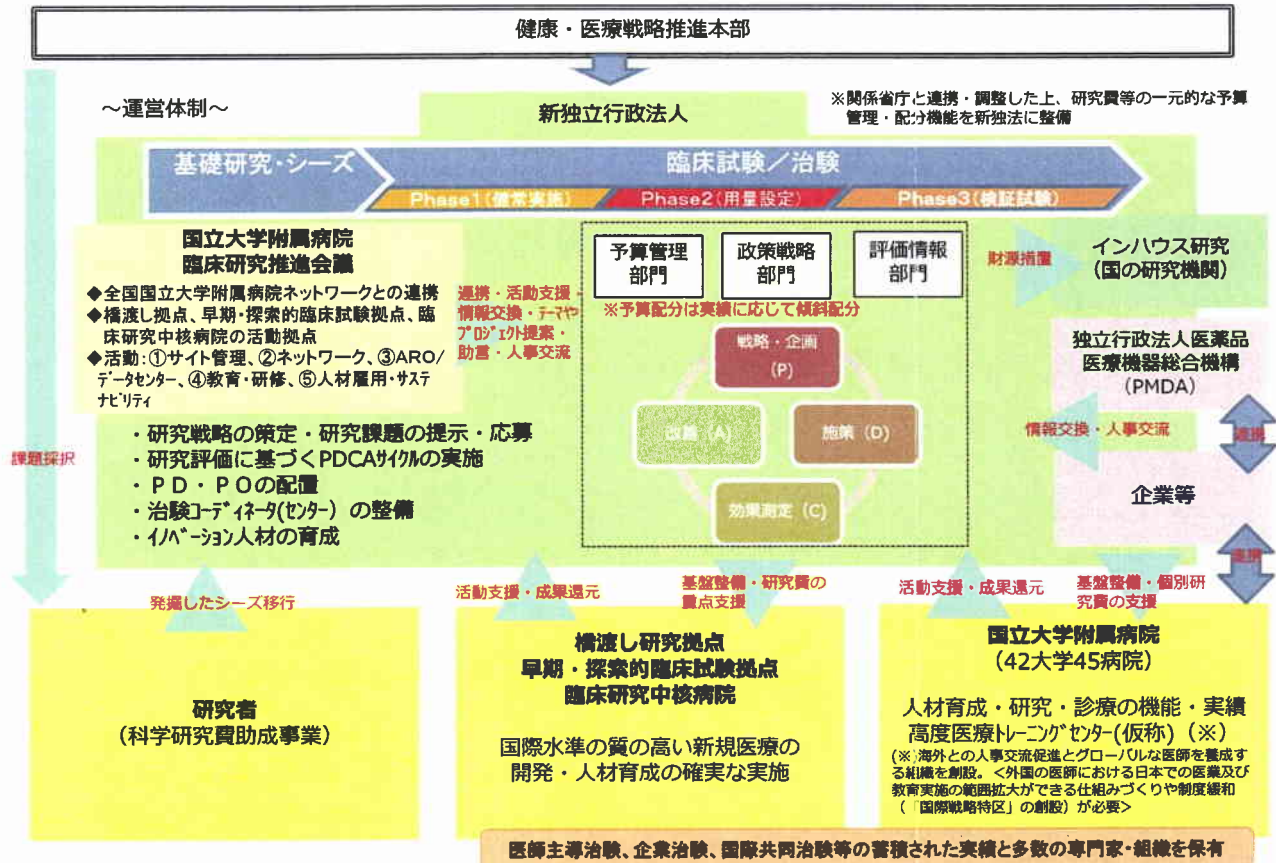 健康・医療戦略推進本部
～運営体制～
新独立行政法人
※関係省庁と連携・調整した上、研究費等の一元的な予算
管理・配分機能を新独法に整備
基礎研究・シーズ
臨床試験／治験
Phase1(健常実施)
Phase2(用量設定)
Phase3(検証試験)
国立大学附属病院
臨床研究推進会議
◆全国国立大学附属病院ネットワークとの連携
◆橋渡し拠点、早期・探索的臨床試験拠点、臨
床研究中核病院の活動拠点
◆活動：①サイト管理、②ネットワーク、③ARO/
データセンター、④教育・研修、⑤人材雇用・サステ
ナビリティ
連携・活動支援・
情報交換・テーマや
プロジェクト提案・
助言・人事交流
予算管理
部門
政策戦略
部門
評価情報
部門
※予算配分は実績に応じて傾斜配分
戦略・企画
(P)
改善（A）
施策（D）
効果測定（C）
財源措置
インハウス研究
（国の研究機関）
独立行政法人医薬品
医療機器総合機構
(PMDA)
情報交換・人事交流
連携
企業等
連携
・研究戦略の策定・研究課題の提示・応募
・研究評価に基づくPDCAサイクルの実施
・ＰＤ・ＰＯの配置
・治験コーディネータ(センター）の整備
・イノベーション人材の育成
課題採択
発掘したシーズ移行
活動支援・成果還元
基盤整備・研究費の
重点支援
活動支援・成果還元
基盤整備・個別研
究費の支援
研究者
（科学研究費助成事業）
橋渡し研究拠点
早期・探索的臨床試験拠点
臨床研究中核病院
国際水準の質の高い新規医療の
開発・人材育成の確実な実施
国立大学附属病院
（42大学45病院）
人材育成・研究・診療の機能・実績
高度医療トレーニングセンター(仮称)（※）
(※)海外との人事交流促進とグローバルな医師を養成す
る組織を創設。＜外国の医師における日本での医業及び
教育実施の範囲拡大ができる仕組みづくりや制度緩和
（「国際戦略特区」の創設）が必要＞
医師主導治験、企業治験、国際共同治験等の蓄積された実績と多数の専門家・組織を保有